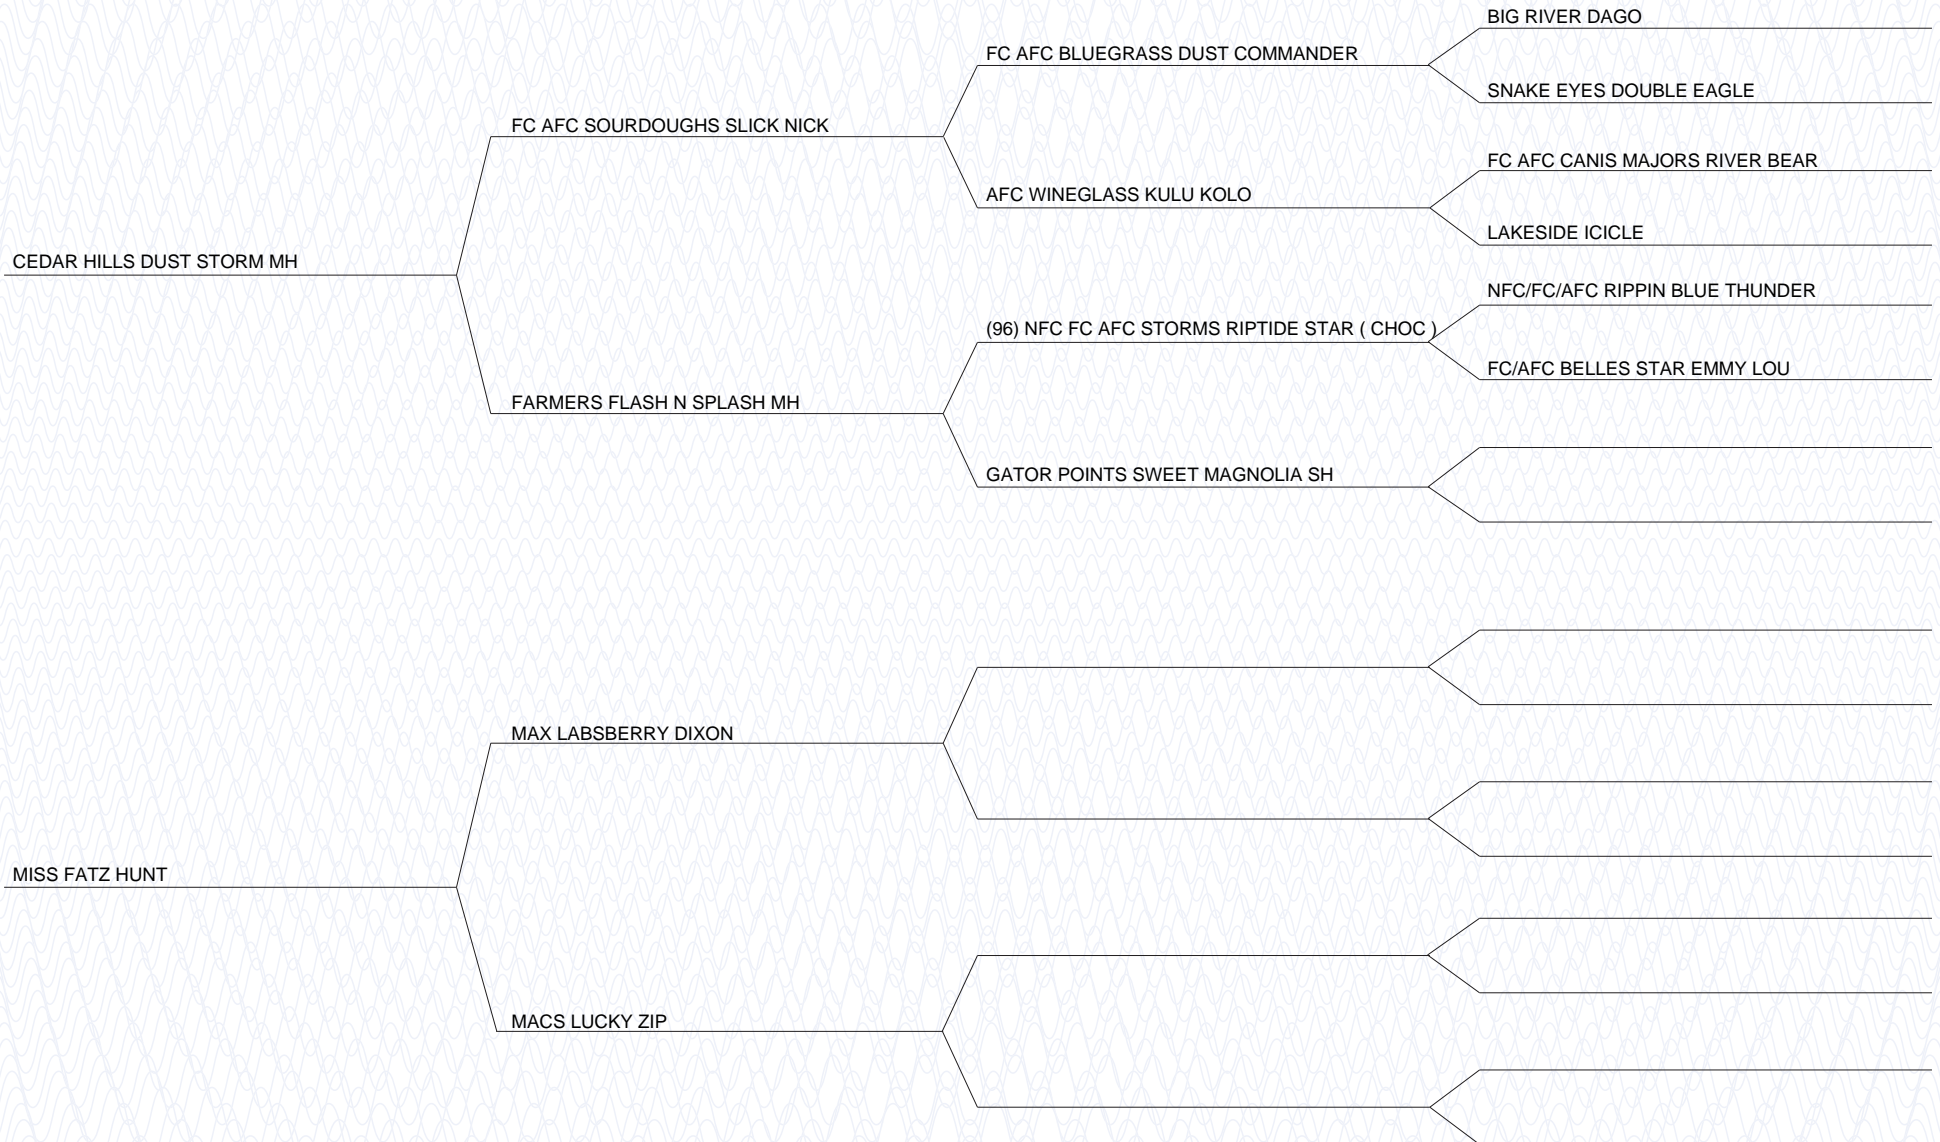 BIG RIVER DAGO
FC AFC BLUEGRASS DUST COMMANDER
SNAKE EYES DOUBLE EAGLE
FC AFC SOURDOUGHS SLICK NICK
FC AFC CANIS MAJORS RIVER BEAR
AFC WINEGLASS KULU KOLO
LAKESIDE ICICLE
CEDAR HILLS DUST STORM MH
NFC/FC/AFC RIPPIN BLUE THUNDER
(96) NFC FC AFC STORMS RIPTIDE STAR ( CHOC )
FC/AFC BELLES STAR EMMY LOU
FARMERS FLASH N SPLASH MH
GATOR POINTS SWEET MAGNOLIA SH
MAX LABSBERRY DIXON
MISS FATZ HUNT
MACS LUCKY ZIP